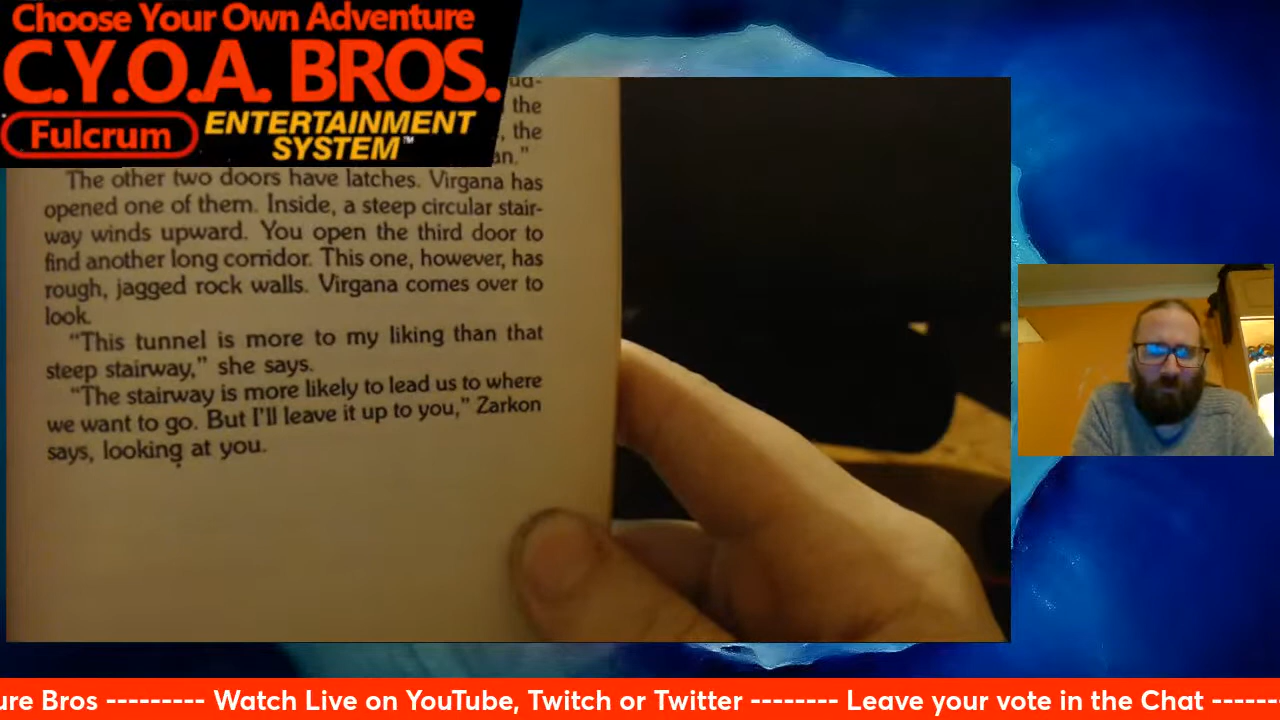 Choose Your Own Adventure
C.Y.O.A. BROS.
Fulcrum
ENTERTAINMENT
SYSTEM™
the
the
The other two doors have latches. Virgana has
opened one of them. Inside, a steep circular stair-
way winds upward. You open the third door to
find another long corridor. This one, however, has
rough, jagged rock walls. Virgana comes over to
look.
“This tunnel is more to my liking than that
steep stairway,” she says.
“The stairway is more likely to lead us to where
we want to go. But I’ll leave it up to you,” Zarkon
says, looking at you.
Bros --------- Watch Live on YouTube, Twitch or Twitter -------- Leave your vote in the Chat ------